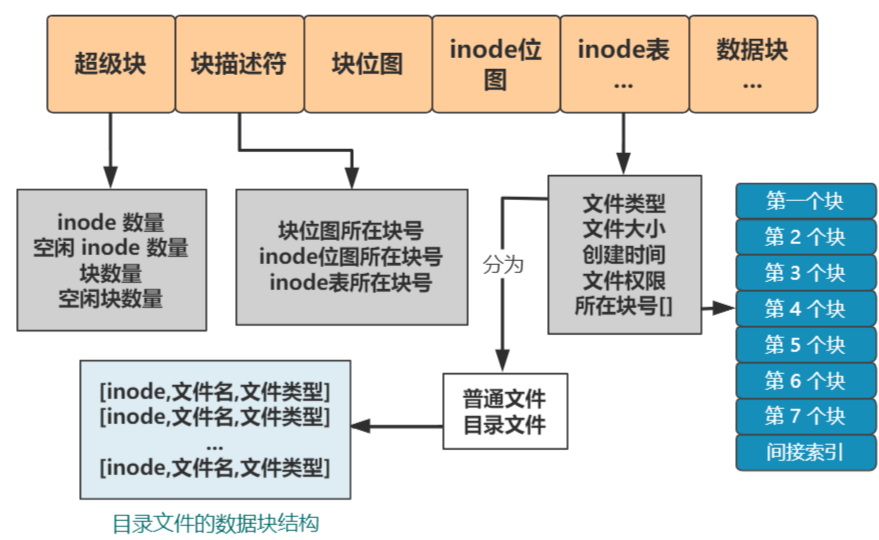 超级块
块描述符
块位图
inode位
图
inode表
...
数据块
...
inode 数量
空闲 inode 数量
块数量
空闲块数量
块位图所在块号
inode位图所在块号
inode表所在块号
分为
文件类型
文件大小
创建时间
文件权限
所在块号[]
第一个块
第 2 个块
第 3 个块
第 4 个块
第 5 个块
第 6 个块
第 7 个块
间接索引
普通文件
目录文件
[inode,文件名,文件类型]
[inode,文件名,文件类型]
...
[inode,文件名,文件类型]
目录文件的数据块结构